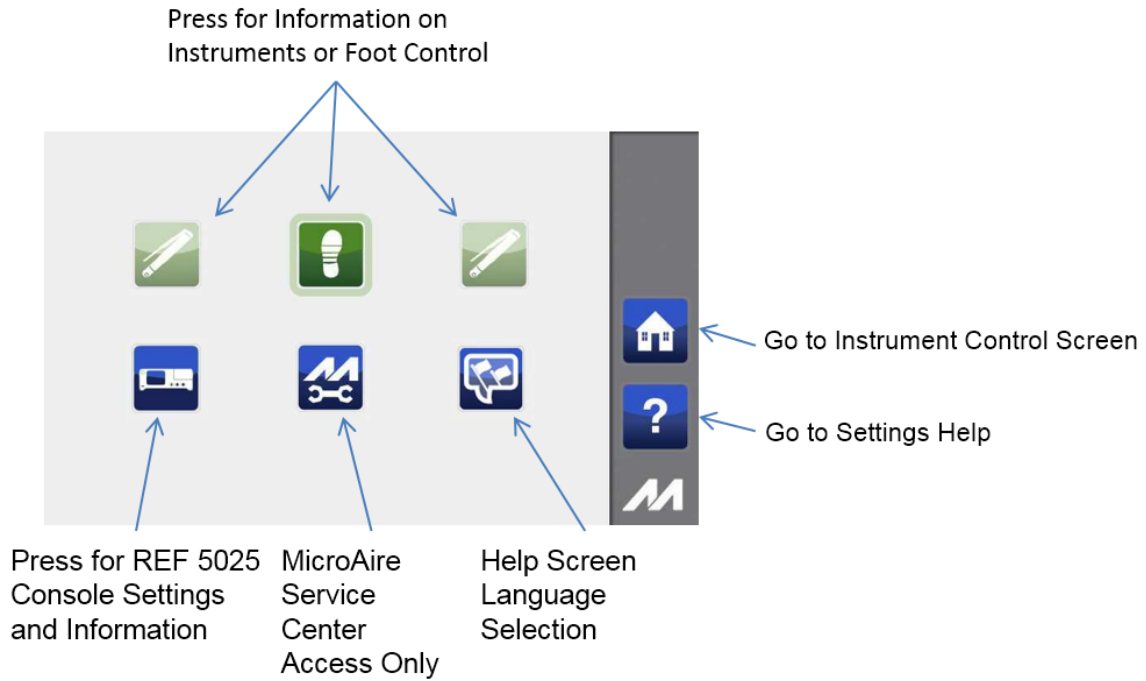 Press for Information on
Instruments or Foot Control
Go to Instrument Control Screen
?
Go to Settings Help
Press for REF 5025
Console Settings
and Information
MicroAire
Service
Center
Access Only
Help Screen
Language
Selection